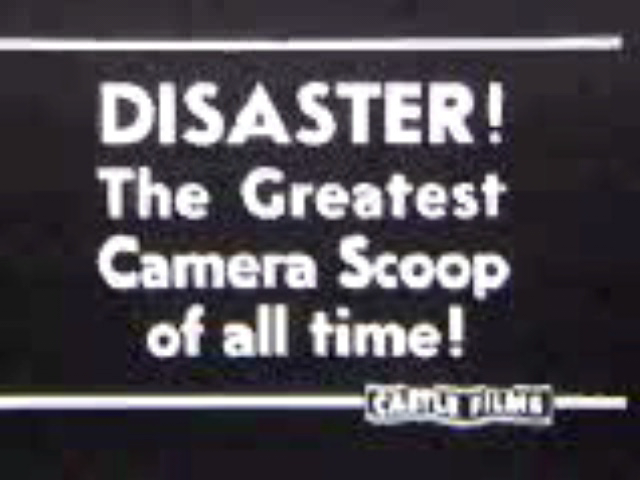 DISASTER!
The Greatest
Camera Scoop
of all time!
CASTLE FILMS